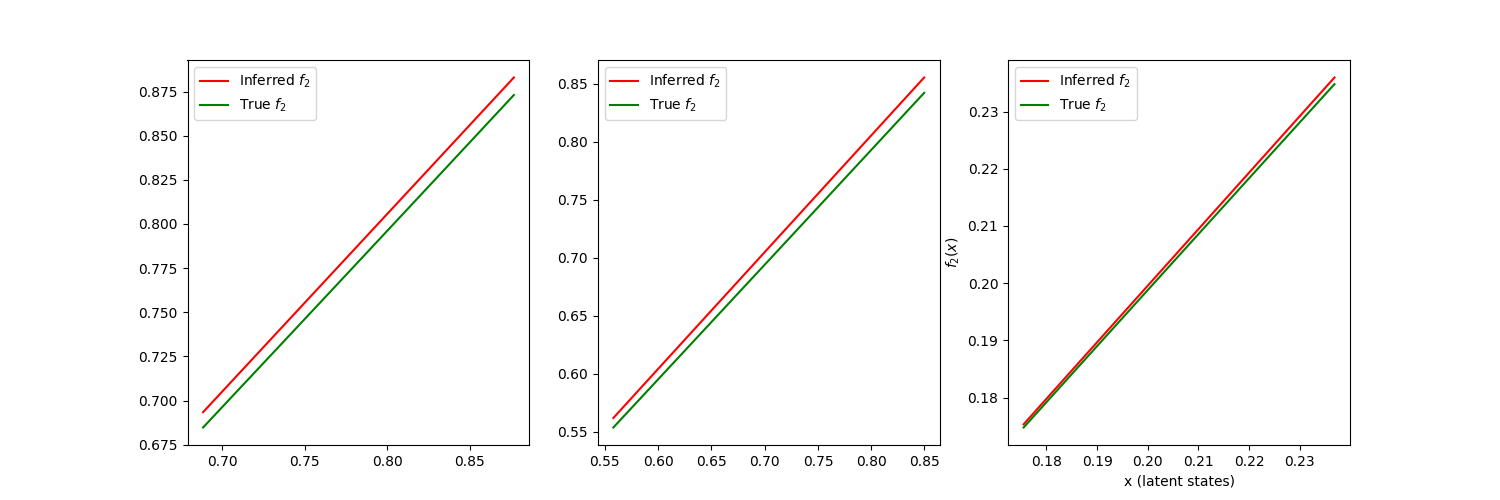 Inferred f₂
True f₂
0.875
0.850
0.825
0.800
0.775
0.750
0.725
0.700
0.675
0.70 0.75 0.80 0.85
Inferred f₂
True f₂
0.85
0.80
0.75
0.70
0.65
0.60
0.55
0.55 0.60 0.65 0.70 0.75 0.80 0.85
f₂(x)
Inferred f₂
True f₂
0.23
0.22
0.21
0.20
0.19
0.18
0.18 0.19 0.20 0.21 0.22 0.23
x (latent states)